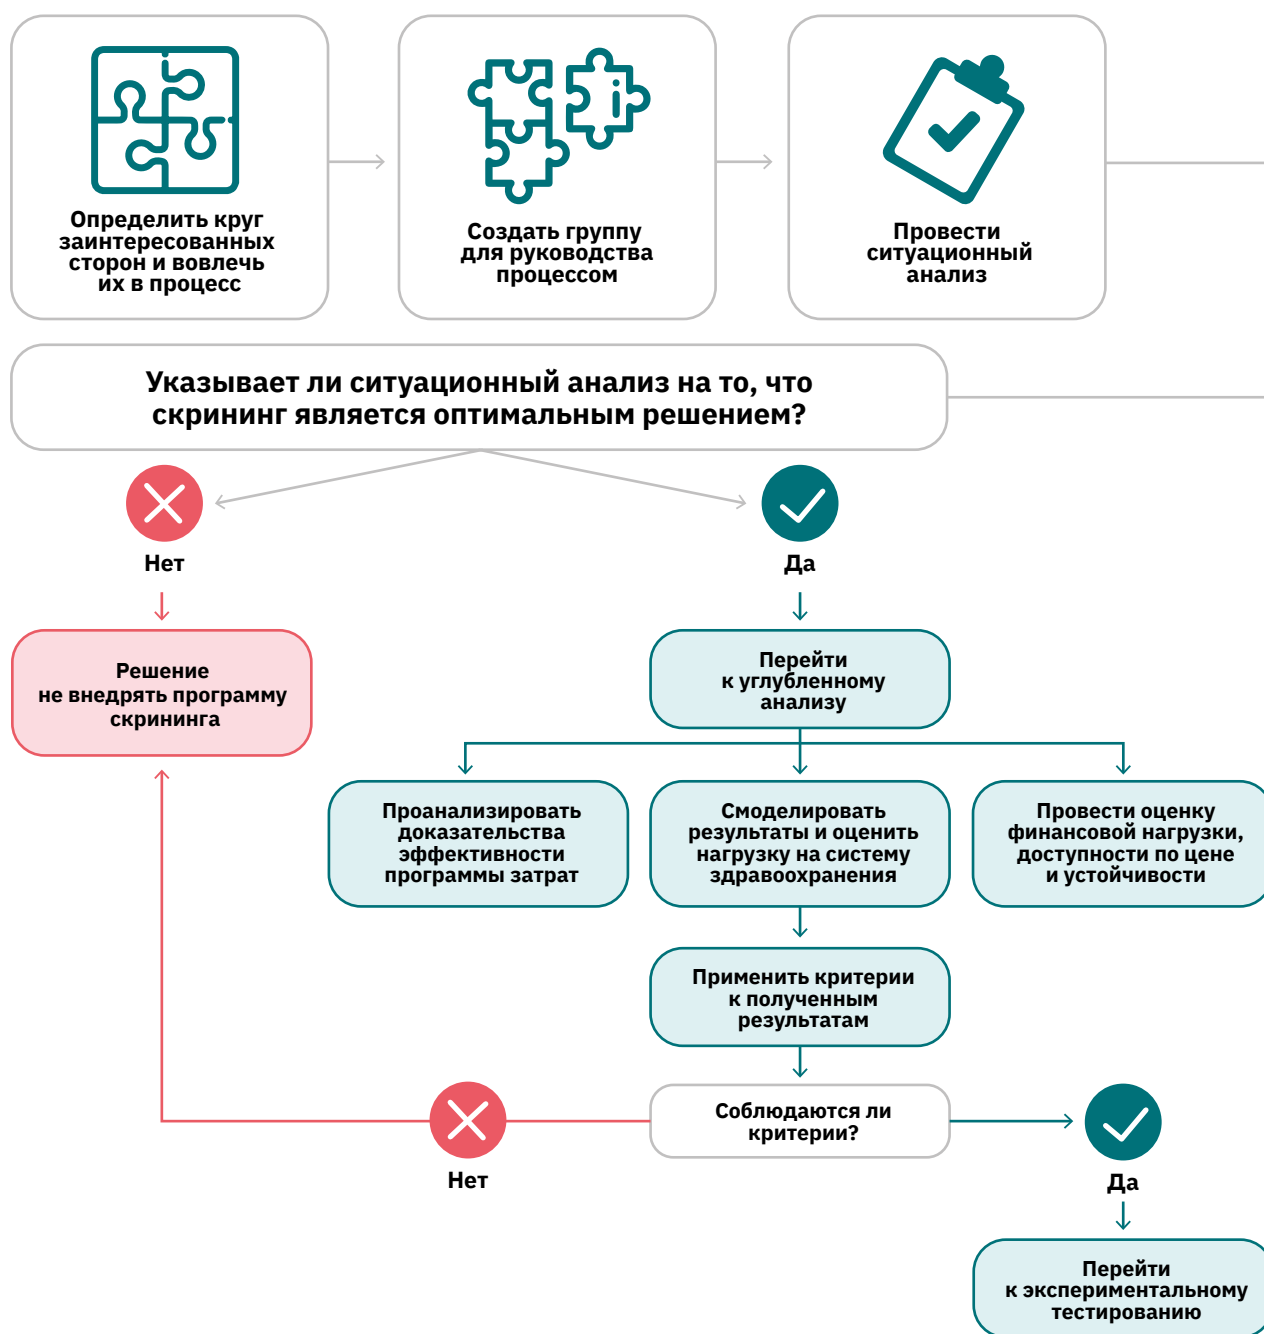 Определить круг
заинтересованных
сторон и вовлечь
их в процесс
Создать группу
для руководства
процессом
Провести
ситуационный
анализ
Указывает ли ситуационный анализ на то, что
скрининг является оптимальным решением?
Нет
Да
Решение
не внедрять программу
скрининга
Перейти
к углубленному
анализу
Проанализировать
доказательства
эффективности
программы затрат
Смоделировать
результаты и оценить
нагрузку на систему
здравоохранения
Провести оценку
финансовой нагрузки,
доступности по цене
и устойчивости
Применить критерии
к полученным
результатам
Соблюдаются ли
критерии?
Нет
Да
Перейти
к экспериментальному
тестированию